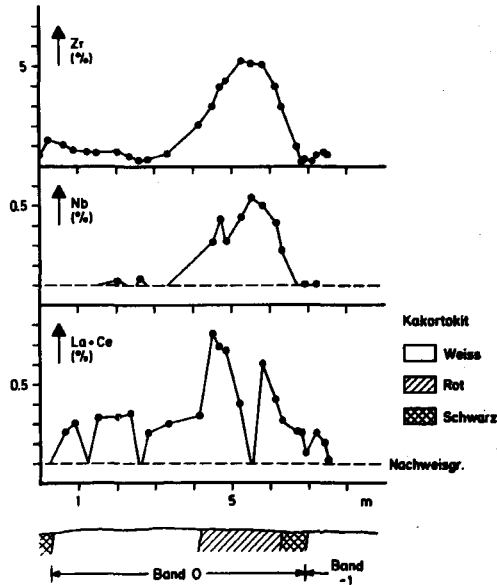 Zr
(%)
5
Nb
(%)
0.5
La+Ce
(%)
0.5
Kakortokit
Weiss
Rot
Schwarz
Nachweisgr.
1
5
m
Band 0
Band
-1